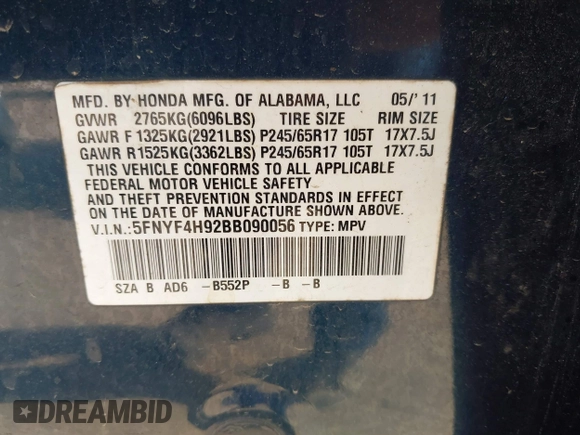 MFD. BY HONDA MFG. OF ALABAMA, LLC 05/'11
GVWR 2765KG(6096LBS) TIRE SIZE RIM SIZE
GAWR F 1325KG(2921LBS) P245/65R17 105T 17X7.5J
GAWR R1525KG(3362LBS) P245/65R17 105T 17X7.5J
THIS VEHICLE CONFORMS TO ALL APPLICABLE
FEDERAL MOTOR VEHICLE SAFETY
AND THEFT PREVENTION STANDARDS IN EFFECT
ON THE DATE OF MANUFACTURE SHOWN ABOVE.
V.I.N.:5FNYF4H92BB090056 TYPE: MPV
SZA B AD6 -B552P -B -B
DREAMBID